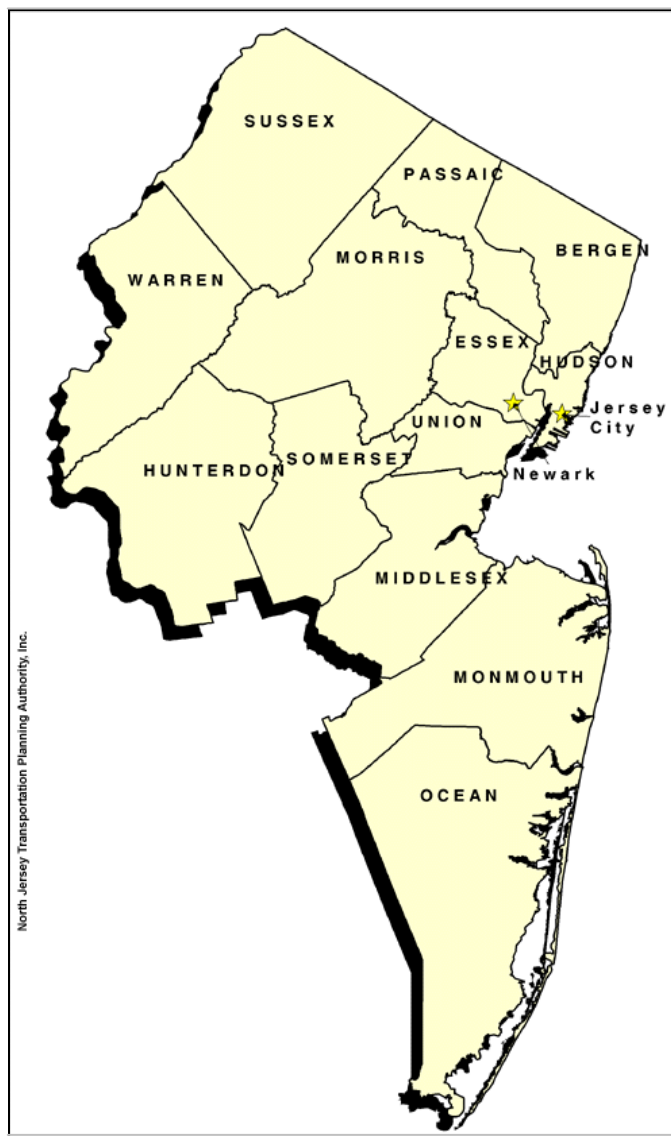 SUSSEX
PASSAIC
BERGEN
MORRIS
WARREN
ESSEX
HUDSON
Jersey
City
UNION
SOMERSET
HUNTERDON
Newark
MIDDLESEX
MONMOUTH
OCEAN
North Jersey Transportation Planning Authority, Inc.